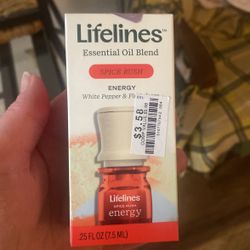 Lifelines™
Essential Oil Blend
SPICE RUSH
ENERGY
White Pepper & 
$3.58
Lifelines
SPICE RUSH
energy
.25 FL OZ (7.5 ML)